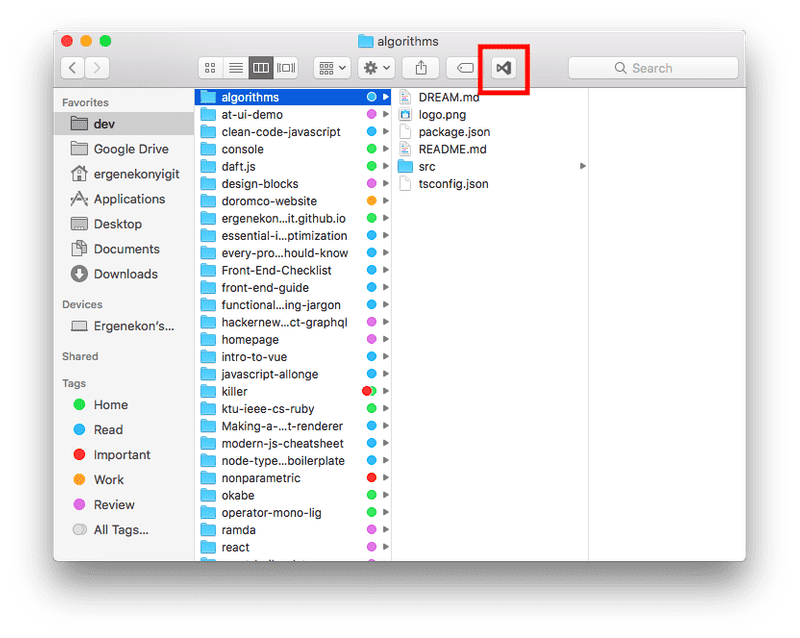 algorithms
Search
Favorites
dev
Google Drive
ergenekonyigit
Applications
Desktop
Documents
Downloads
Devices
Ergenekon's...
Shared
Tags
Home
Read
Important
Work
Review
All Tags...
algorithms
at-ui-demo
clean-code-javascript
console
daft.js
design-blocks
doromco-website
ergenekon...it.github.io
essential-i...ptimization
every-pro...hould-know
Front-End-Checklist
front-end-guide
functional...ing-jargon
hackernew...ct-graphql
homepage
intro-to-vue
javascript-allonge
killer
ktu-ieee-cs-ruby
Making-a-...t-renderer
modern-js-cheatsheet
node-type...boilerplate
nonparametric
okabe
operator-mono-lig
ramda
react
DREAM.md
logo.png
package.json
README.md
src
tsconfig.json